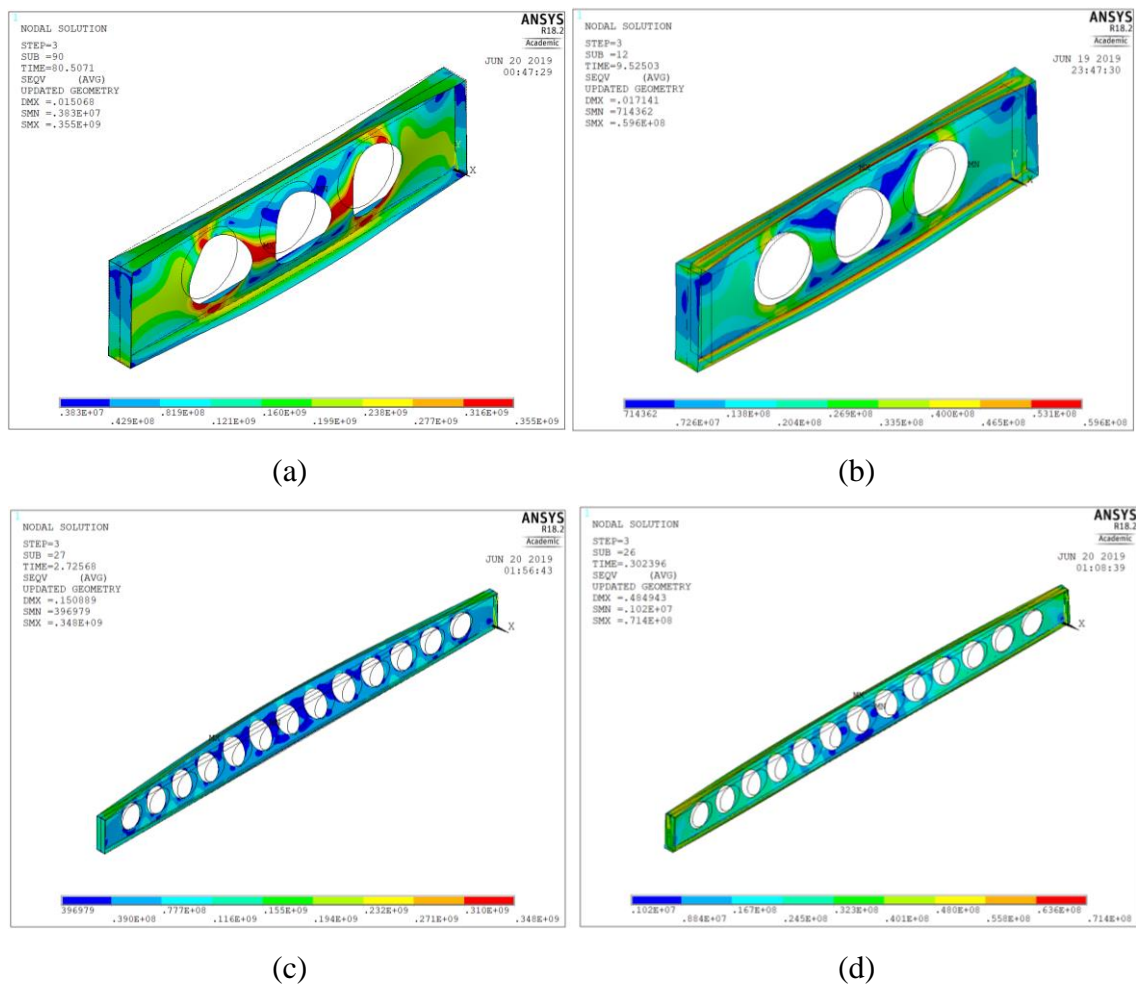 1
NODAL SOLUTION
STEP=3
SUB =90
TIME=80.5071
SEQV (AVG)
UPDATED GEOMETRY
DMX =.015068
SMN =.383E+07
SMX =.355E+09
ANSYS
R18.2
Academic
JUN 20 2019
00:47:29
Y
X
.383E+07 .819E+08 .160E+09 .238E+09 .316E+09
.429E+08 .121E+09 .199E+09 .277E+09 .355E+09
(a)
1
NODAL SOLUTION
STEP=3
SUB =12
TIME=9.52503
SEQV (AVG)
UPDATED GEOMETRY
DMX =.017141
SMN =714362
SMX =.596E+08
ANSYS
R18.2
Academic
JUN 19 2019
23:47:30
MX
MN
Y
X
714362 .138E+08 .269E+08 .400E+08 .531E+08
.726E+07 .204E+08 .335E+08 .465E+08 .596E+08
(b)
1
NODAL SOLUTION
STEP=3
SUB =27
TIME=2.72568
SEQV (AVG)
UPDATED GEOMETRY
DMX =.150889
SMN =396979
SMX =.348E+09
ANSYS
R18.2
Academic
JUN 20 2019
01:56:43
X
MX
396979 .777E+08 .155E+09 .232E+09 .310E+09
.390E+08 .116E+09 .194E+09 .271E+09 .348E+09
(c)
1
NODAL SOLUTION
STEP=3
SUB =26
TIME=.302396
SEQV (AVG)
UPDATED GEOMETRY
DMX =.484943
SMN =.102E+07
SMX =.714E+08
ANSYS
R18.2
Academic
JUN 20 2019
01:08:39
X
MX
MN
.102E+07 .167E+08 .323E+08 .480E+08 .636E+08
.884E+07 .245E+08 .401E+08 .558E+08 .714E+08
(d)